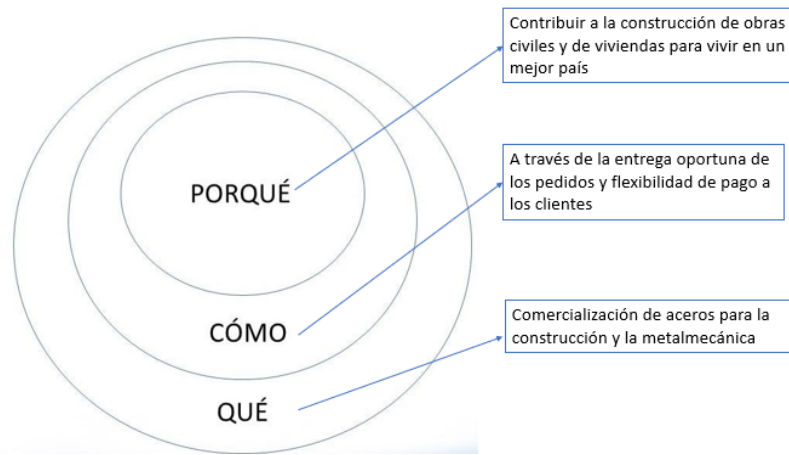 Contribuir a la construcción de obras
civiles y de viviendas para vivir en un
mejor país
PORQUÉ
A través de la entrega oportuna de
los pedidos y flexibilidad de pago a
los clientes
CÓMO
Comercialización de aceros para la
construcción y la metalmecánica
QUÉ